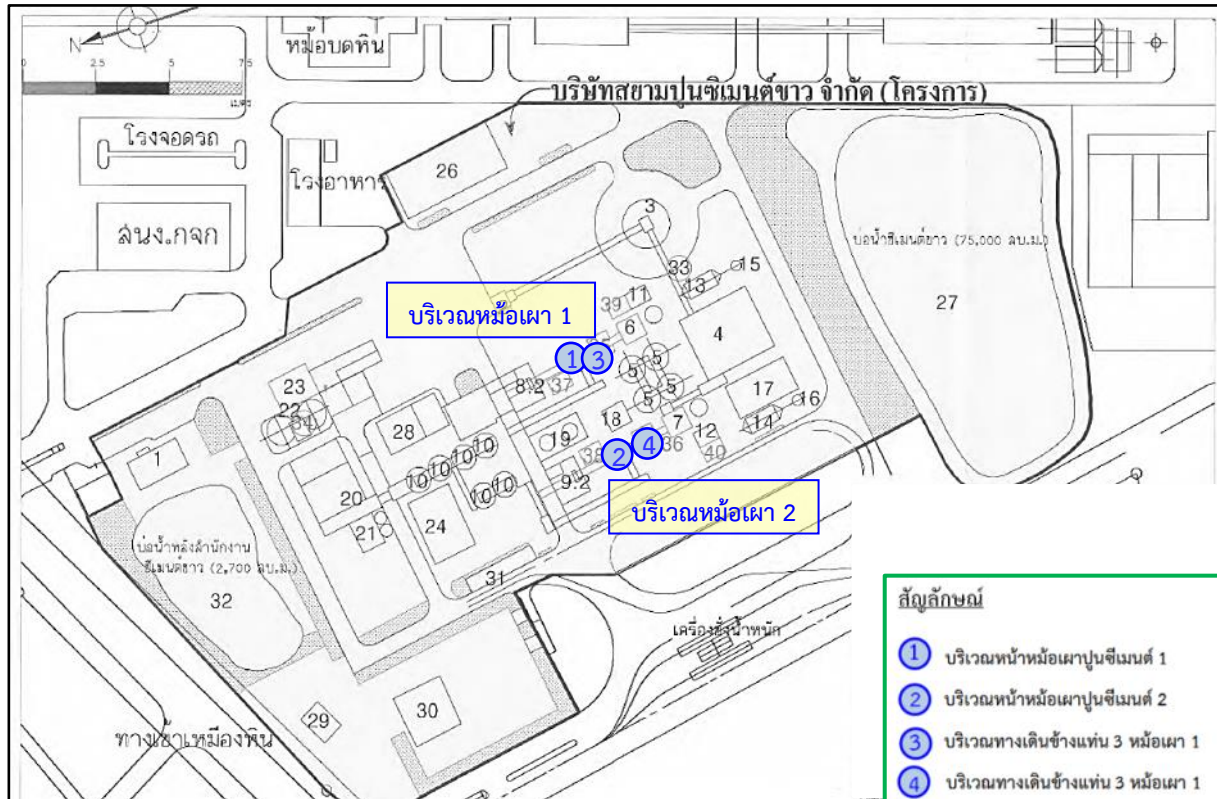 N
0 2.5 5 7.5
เมตร
หม้อบดหิน
บริษัทสยามปูนซิเมนต์ขาว จำกัด (โครงการ)
โรงจอดรถ
โรงอาหาร
26
สนง.กจก
3
บ่อน้ำซีเมนต์ขาว (75,000 ลบ.ม.)
33
15
13
27
39
11
บริเวณหม้อเผา 1
6
4
1
3
5
5
5
5
23
8.2
37
17
16
22
34
28
18
7
14
12
19
36
4
2
38
40
1
10
10
10
10
9.2
20
10
10
บริเวณหม้อเผา 2
24
21
บ่อน้ำหลังสำนักงาน
ซีเมนต์ขาว (2,700 ลบ.ม.)
31
32
เครื่องชั่งน้ำหนัก
29
30
ทางเข้าเหมืองหิน
สัญลักษณ์
1 บริเวณหน้าหม้อเผาปูนซีเมนต์ 1
2 บริเวณหน้าหม้อเผาปูนซีเมนต์ 2
3 บริเวณทางเดินข้างแท่น 3 หม้อเผา 1
4 บริเวณทางเดินข้างแท่น 3 หม้อเผา 1